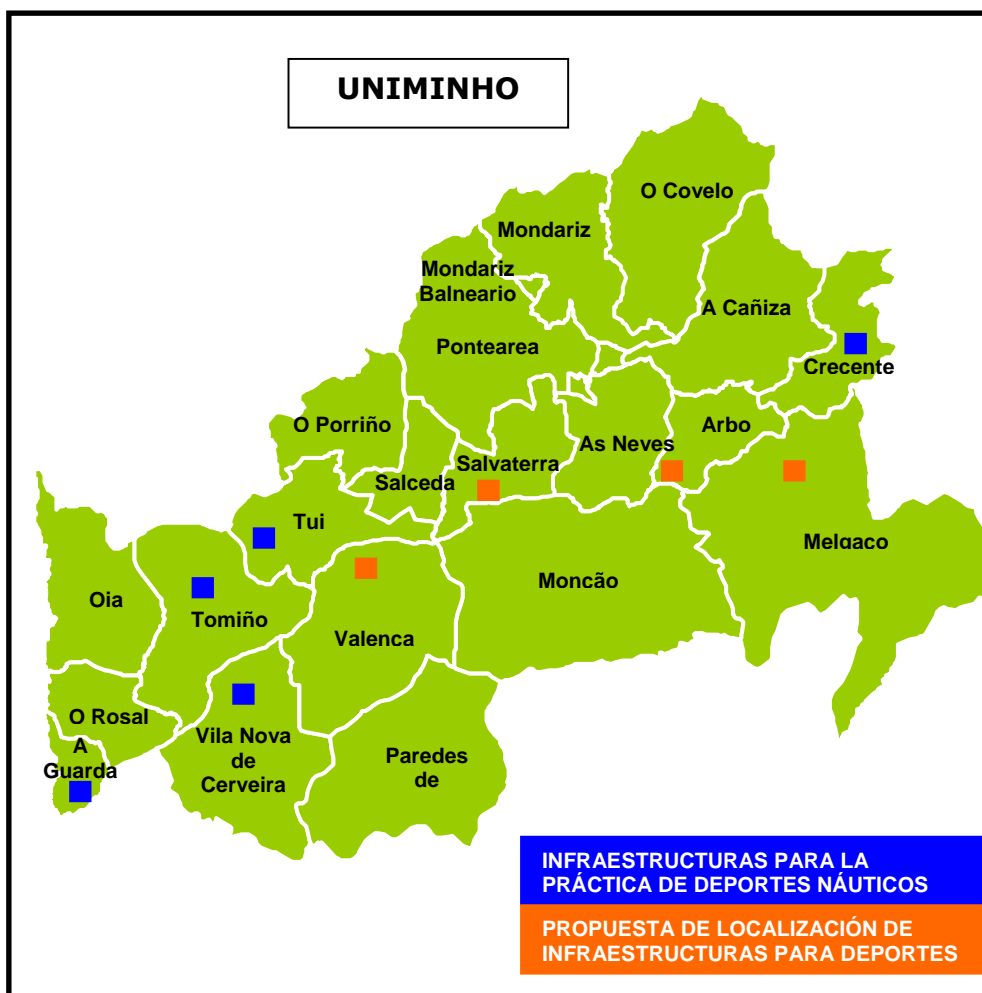 UNIMINHO
O Covelo
Mondariz
Mondariz
Balneario
A Cañiza
Pontearea
Crecente
O Porriño
Arbo
As Neves
Salvaterra
Salceda
Tui
Melgaco
Moncão
Oia
Tomiño
Valenca
O Rosal
A
Guarda
Vila Nova
de
Cerveira
Paredes
de
INFRAESTRUCTURAS PARA LA
PRÁCTICA DE DEPORTES NÁUTICOS
PROPUESTA DE LOCALIZACIÓN DE
INFRAESTRUCTURAS PARA DEPORTES